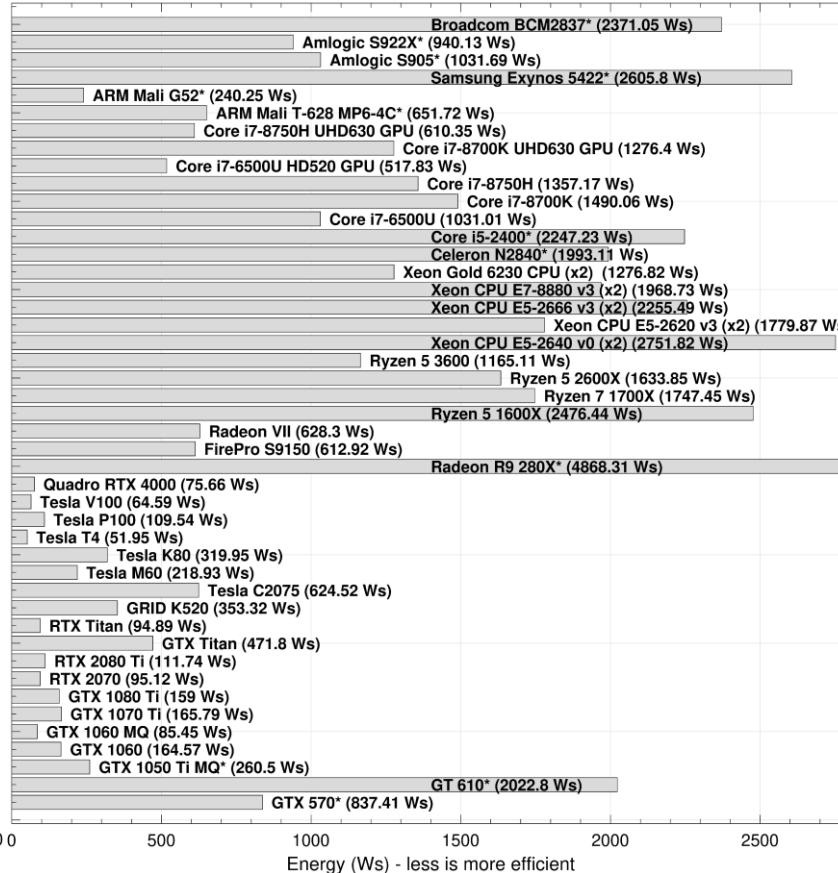 Broadcom BCM2837* (2371.05 Ws)
Amlogic S922X* (940.13 Ws)
Amlogic S905* (1031.69 Ws)
Samsung Exynos 5422* (2605.8 Ws)
ARM Mali G52* (240.25 Ws)
ARM Mali T-628 MP6-4C* (651.72 Ws)
Core i7-8750H UHD630 GPU (610.35 Ws)
Core i7-8700K UHD630 GPU (1276.4 Ws)
Core i7-6500U HD520 GPU (517.83 Ws)
Core i7-8750H (1357.17 Ws)
Core i7-8700K (1490.06 Ws)
Core i7-6500U (1031.01 Ws)
Core i5-2400* (2247.23 Ws)
Celeron N2840* (1993.11 Ws)
Xeon Gold 6230 CPU (x2) (1276.82 Ws)
Xeon CPU E7-8880 v3 (x2) (1968.73 Ws)
Xeon CPU E5-2666 v3 (x2) (2255.49 Ws)
Xeon CPU E5-2620 v3 (x2) (1779.87 Ws
Xeon CPU E5-2640 v0 (x2) (2751.82 Ws)
Ryzen 5 3600 (1165.11 Ws)
Ryzen 5 2600X (1633.85 Ws)
Ryzen 7 1700X (1747.45 Ws)
Ryzen 5 1600X (2476.44 Ws)
Radeon VII (628.3 Ws)
FirePro S9150 (612.92 Ws)
Radeon R9 280X* (4868.31 Ws)
Quadro RTX 4000 (75.66 Ws)
Tesla V100 (64.59 Ws)
Tesla P100 (109.54 Ws)
Tesla T4 (51.95 Ws)
Tesla K80 (319.95 Ws)
Tesla M60 (218.93 Ws)
Tesla C2075 (624.52 Ws)
GRID K520 (353.32 Ws)
RTX Titan (94.89 Ws)
GTX Titan (471.8 Ws)
RTX 2080 Ti (111.74 Ws)
RTX 2070 (95.12 Ws)
GTX 1080 Ti (159 Ws)
GTX 1070 Ti (165.79 Ws)
GTX 1060 MQ (85.45 Ws)
GTX 1060 (164.57 Ws)
GTX 1050 Ti MQ* (260.5 Ws)
GT 610* (2022.8 Ws)
GTX 570* (837.41 Ws)
0 0 500 1000 1500 2000 2500
Energy (Ws) - less is more efficient